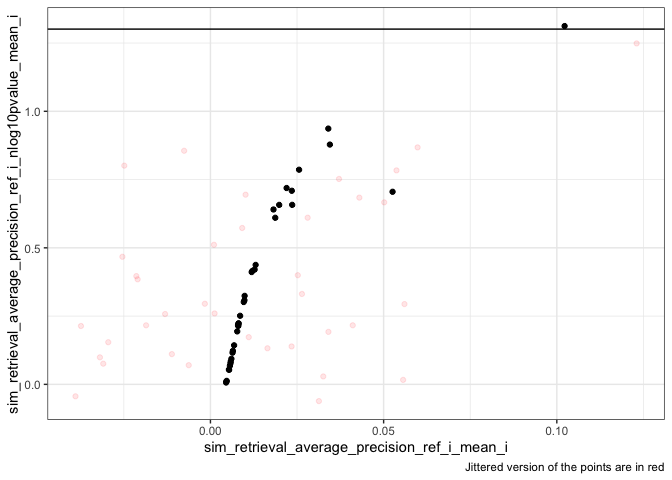 sim_retrieval_average_precision_ref_i_nlog10pvalue_mean_i
1.0
0.5
0.0
0.00
0.05
0.10
sim_retrieval_average_precision_ref_i_mean_i
Jittered version of the points are in red